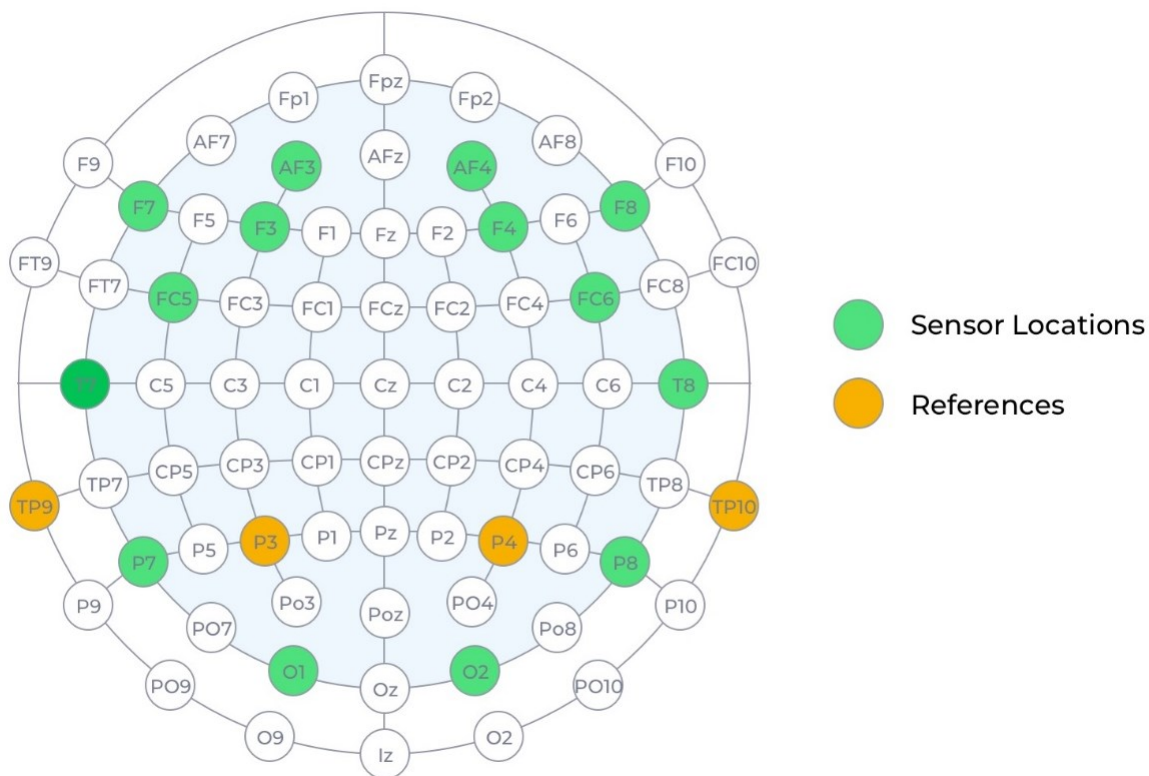 Fpz
Fp1
Fp2
AF7
AF8
AFz
F9
AF3
AF4
F10
F7
F5
F3
F1
Fz
F2
F4
F6
F8
FT9
FC10
FT7
FC5
FC3
FC1
FCz
FC2
FC4
FC6
FC8
Sensor Locations
T7
C5
C3
C1
Cz
C2
C4
C6
T8
References
TP7
CP5
CP3
CP1
CPz
CP2
CP4
CP6
TP8
TP9
TP10
P7
P5
P3
P1
Pz
P2
P4
P6
P8
P9
Po3
Poz
PO4
P10
PO7
Po8
PO9
O1
Oz
O2
PO10
O9
Iz
O2